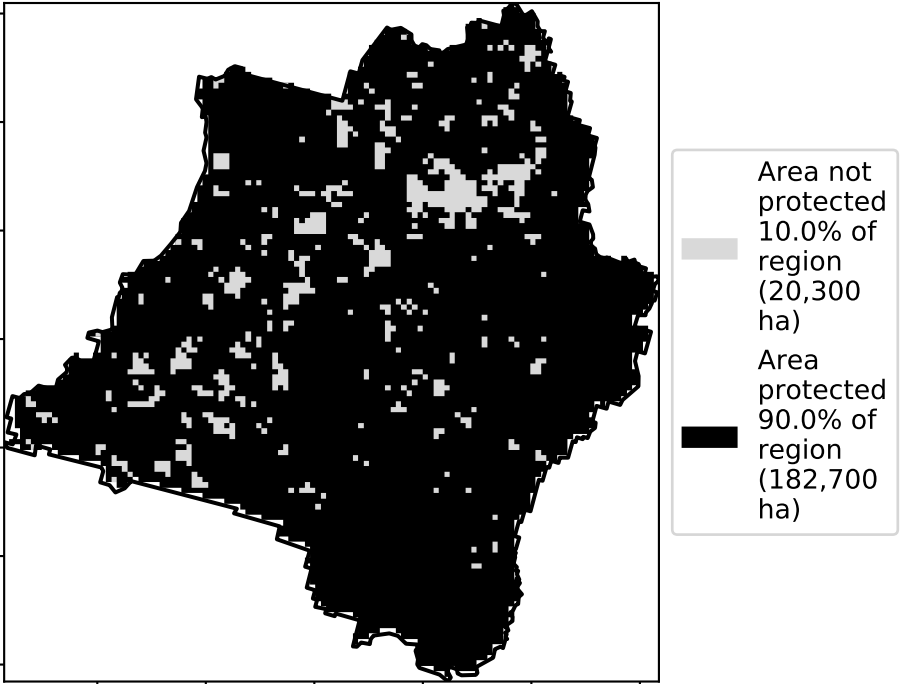 Area not
protected
10.0% of
region
(20,300
ha)
Area
protected
90.0% of
region
(182,700
ha)